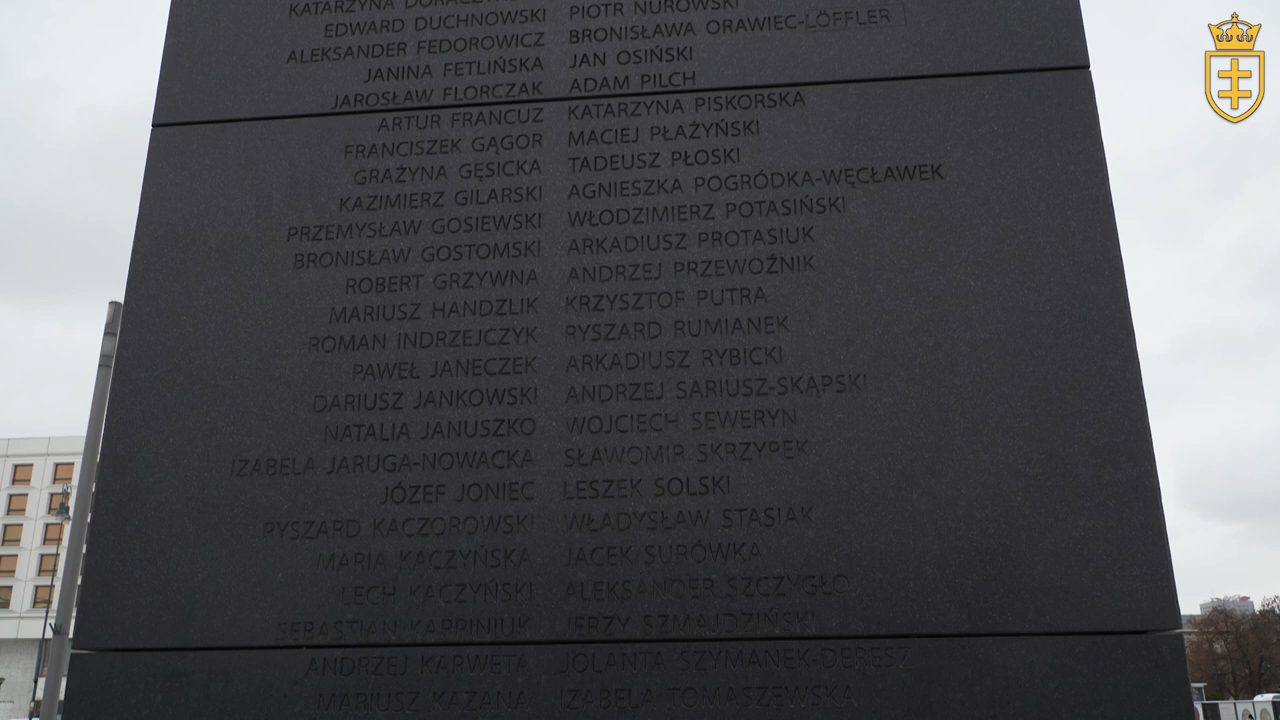 KATARZYNA
EDWARD DUCHNOWSKI
ALEKSANDER FEDOROWICZ
JANINA FETLIŃSKA
JAROSŁAW FLORCZAK
ARTUR FRANCUZ
FRANCISZEK GĄGOR
GRAŻYNA GĘSICKA
KAZIMIERZ GILARSKI
PRZEMYSŁAW GOSIEWSKI
BRONISŁAW GOSTOMSKI
ROBERT GRZYWNA
MARIUSZ HANDZLIK
ROMAN INDRZEJCZYK
PAWEŁ JANECZEK
DARIUSZ JANKOWSKI
NATALIA JANUSZKO
IZABELA JARUGA-NOWACKA
JÓZEF JONIEC
RYSZARD KACZOROWSKI
MARIA KACZYŃSKA
LECH KACZYŃSKI
SEBASTIAN KARPINIUK
ANDRZEJ KARWETA
MARIUSZ KAZANA
PIOTR NUROWSKI
BRONISŁAWA ORAWIEC-LÖFFLER
JAN OSIŃSKI
ADAM PILCH
KATARZYNA PISKORSKA
MACIEJ PŁAŻYŃSKI
TADEUSZ PŁOSKI
AGNIESZKA POGRÓDKA-WĘCŁAWEK
WŁODZIMIERZ POTASIŃSKI
ARKADIUSZ PROTASIUK
ANDRZEJ PRZEWOŹNIK
KRZYSZTOF PUTRA
RYSZARD RUMIANEK
ARKADIUSZ RYBICKI
ANDRZEJ SARIUSZ-SKĄPSKI
WOJCIECH SEWERYN
SŁAWOMIR SKRZYPEK
LESZEK SOLSKI
WŁADYSŁAW STASIAK
JACEK SURÓWKA
ALEKSANDER SZCZYGŁO
JERZY SZMAJDZIŃSKI
JOLANTA SZYMANEK-DERESZ
IZABELA TOMASZEWSKA